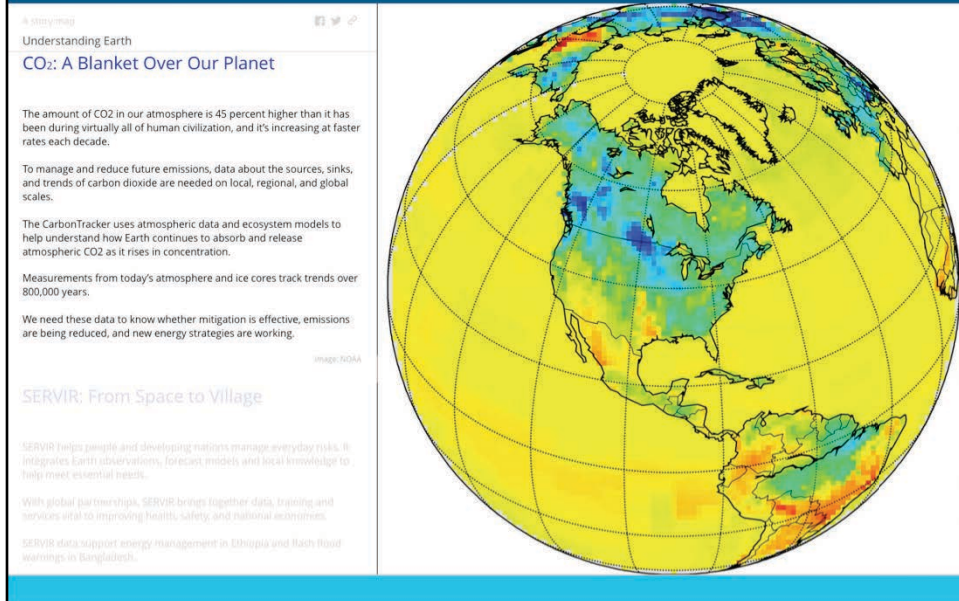 A story map
Understanding Earth
CO₂: A Blanket Over Our Planet
The amount of CO2 in our atmosphere is 45 percent higher than it has
been during virtually all of human civilization, and it's increasing at faster
rates each decade.
To manage and reduce future emissions, data about the sources, sinks,
and trends of carbon dioxide are needed on local, regional, and global
scales.
The CarbonTracker uses atmospheric data and ecosystem models to
help understand how Earth continues to absorb and release
atmospheric CO2 as it rises in concentration.
Measurements from today's atmosphere and ice cores track trends over
800,000 years.
We need these data to know whether mitigation is effective, emissions
are being reduced, and new energy strategies are working.
image: NOAA
SERVIR: From Space to Village
SERVIR helps people and developing nations manage everyday risks. It
integrates Earth observations, forecast models and local knowledge to
help meet essential needs.
With global partnerships, SERVIR brings together data, training and
services vital to improving health, safety, and national economies.
SERVIR data support energy management in Ethiopia and flash flood
warnings in Bangladesh.